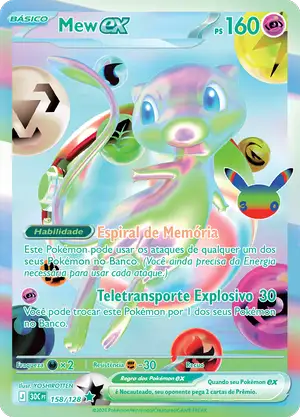 BÁSICO
Mew ex
PS 160
Habilidade Espiral de Memória
Este Pokémon pode usar os ataques de qualquer um dos
seus Pokémon no Banco. (Você ainda precisa da Energia
necessária para usar cada ataque.)
Teletransporte Explosivo 30
Você pode trocar este Pokémon por 1 dos seus Pokémon
no Banco.
Fraqueza ×2 Resistência -30 Recuo
Regra dos Pokémon ex
Quando seu Pokémon ex
é Nocauteado, seu oponente pega 2 cartas de Prêmio.
Ilust. YOSHIROTTEN
J 30C PT 158/128